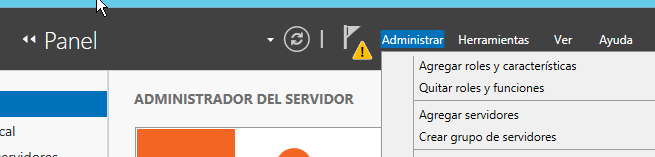 Panel
Administrar Herramientas Ver Ayuda
Agregar roles y características
Quitar roles y funciones
ADMINISTRADOR DEL SERVIDOR
Agregar servidores
Crear grupo de servidores
cal